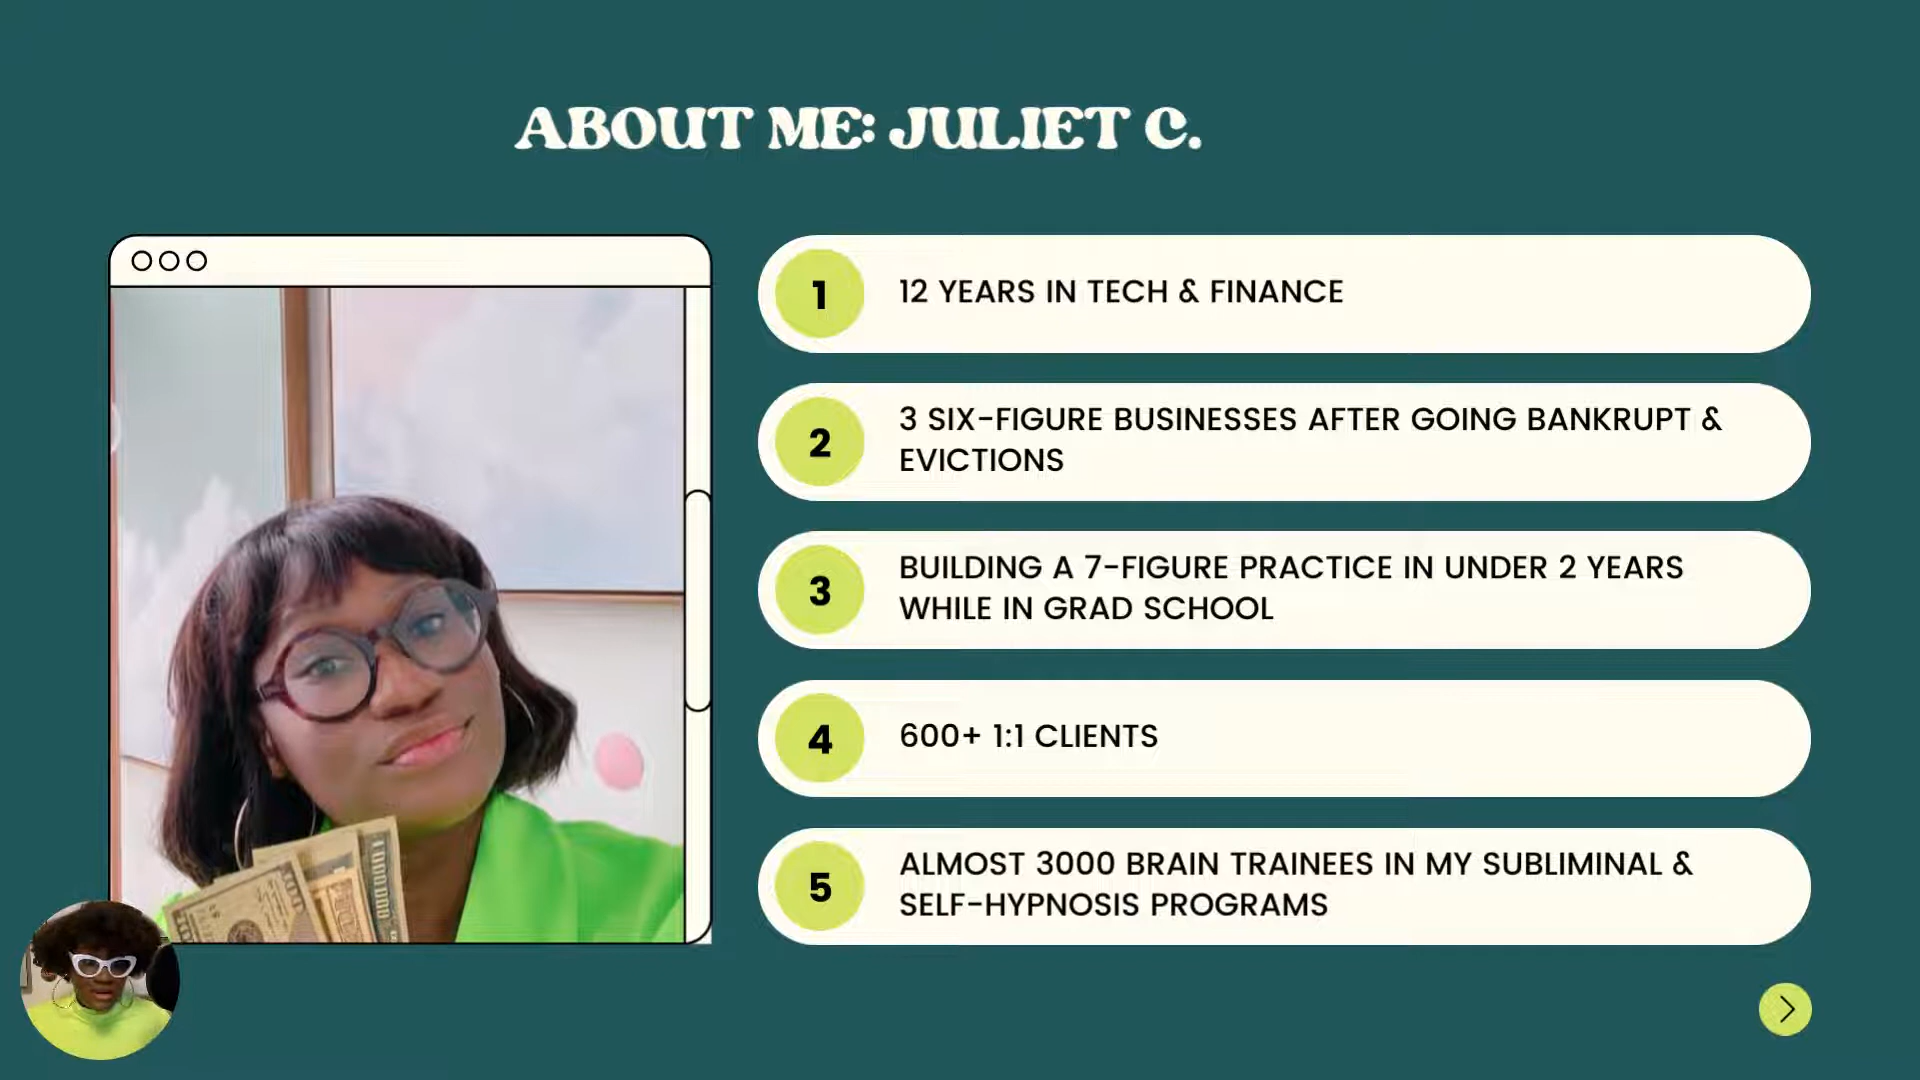 ABOUT ME: JULIET C.
1
12 YEARS IN TECH & FINANCE
2
3 SIX-FIGURE BUSINESSES AFTER GOING BANKRUPT &
EVICTIONS
3
BUILDING A 7-FIGURE PRACTICE IN UNDER 2 YEARS
WHILE IN GRAD SCHOOL
4
600+ 1:1 CLIENTS
5
ALMOST 3000 BRAIN TRAINEES IN MY SUBLIMINAL &
SELF-HYPNOSIS PROGRAMS